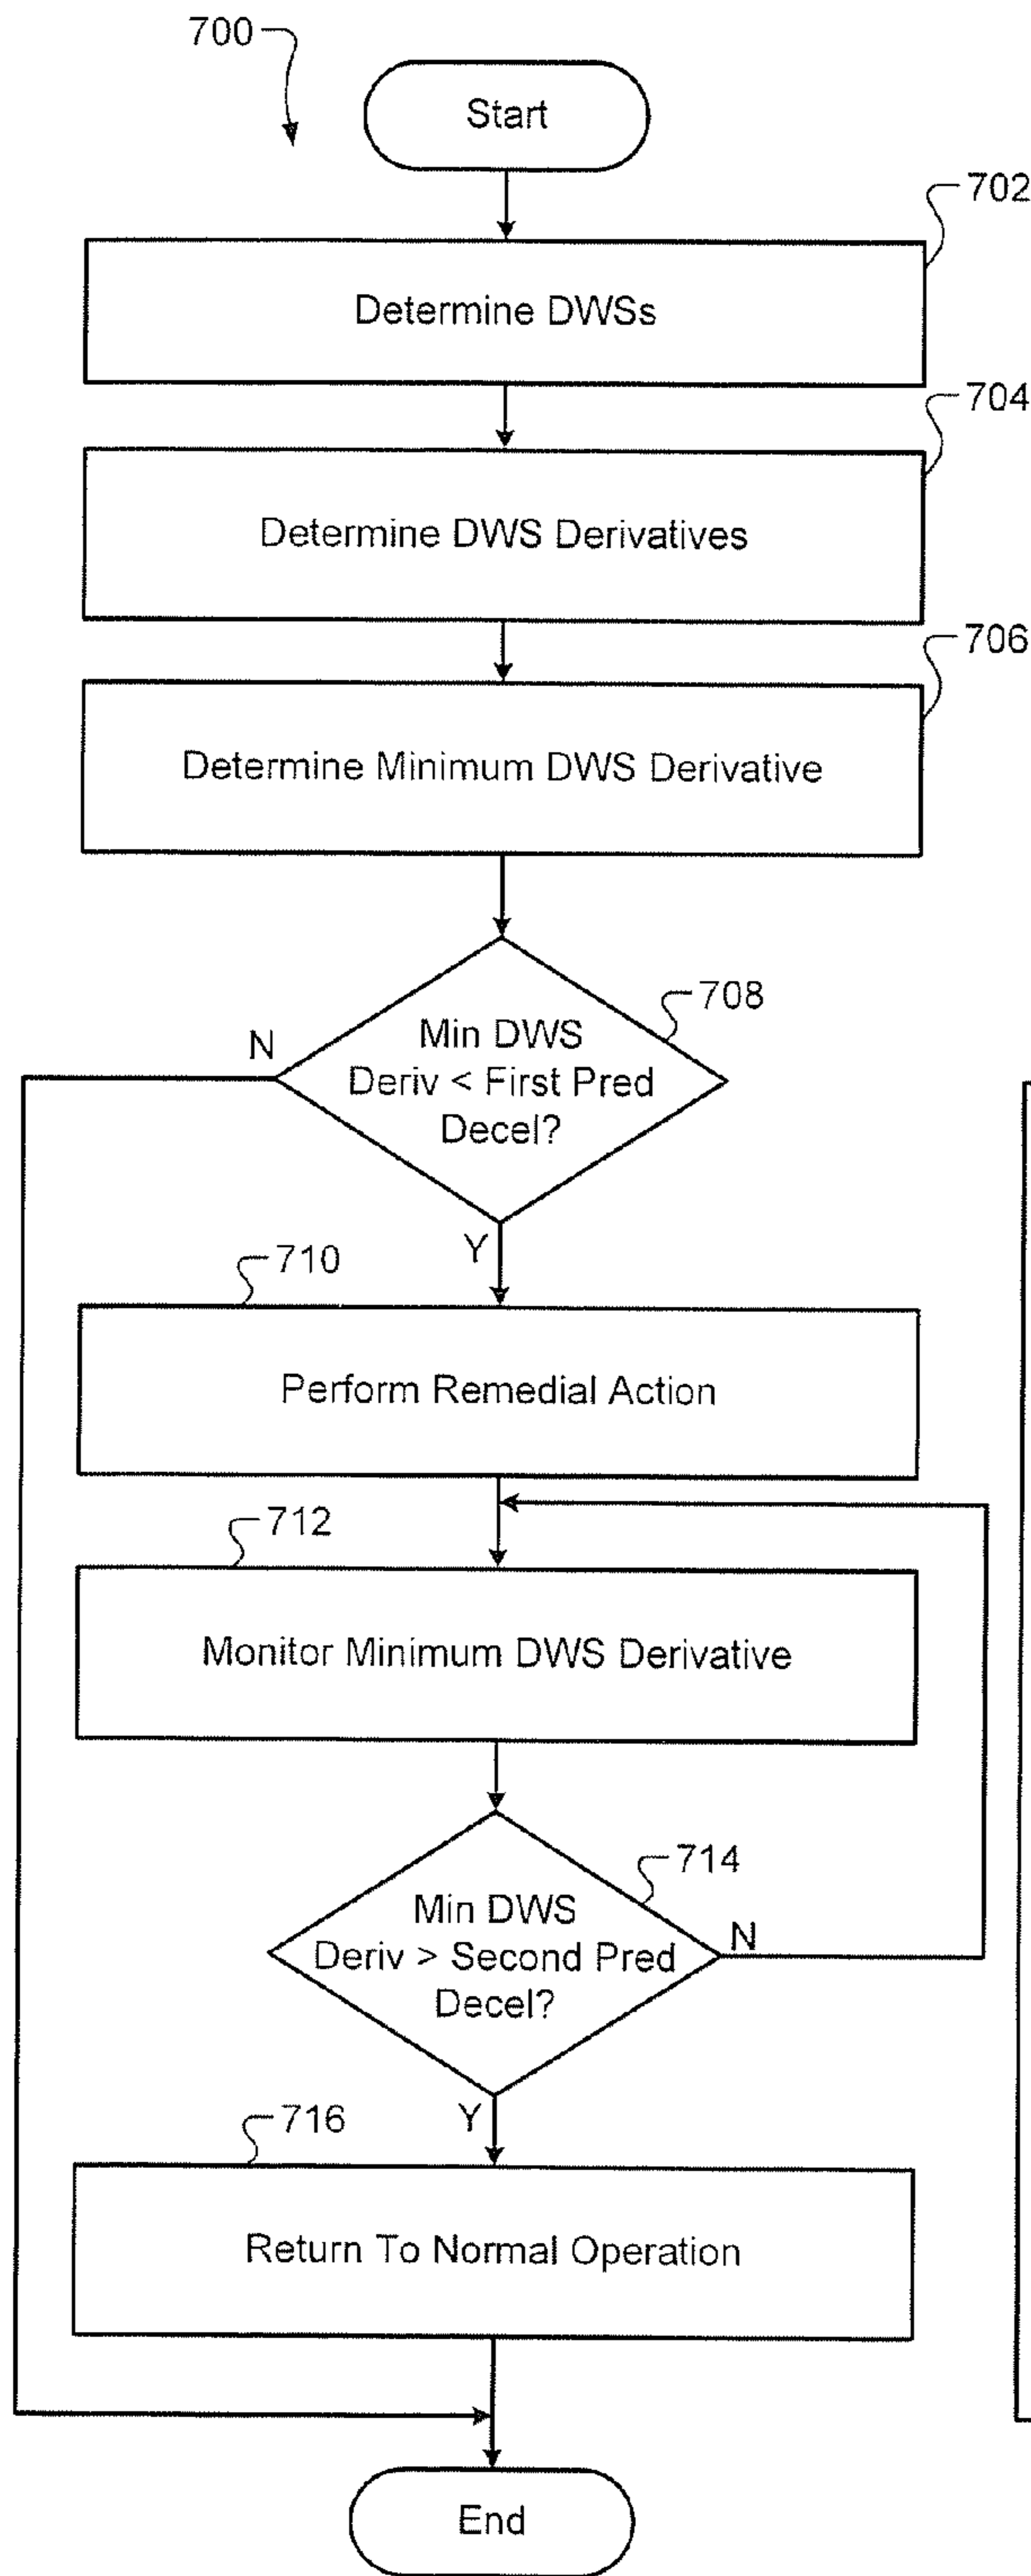 700
Start
702
Determine DWSs
704
Determine DWS Derivatives
706
Determine Minimum DWS Derivative
708
N
Min DWS
Deriv < First Pred
Decel?
Y
710
Perform Remedial Action
712
Monitor Minimum DWS Derivative
714
Min DWS
Deriv > Second Pred
Decel?
N
Y
716
Return To Normal Operation
End